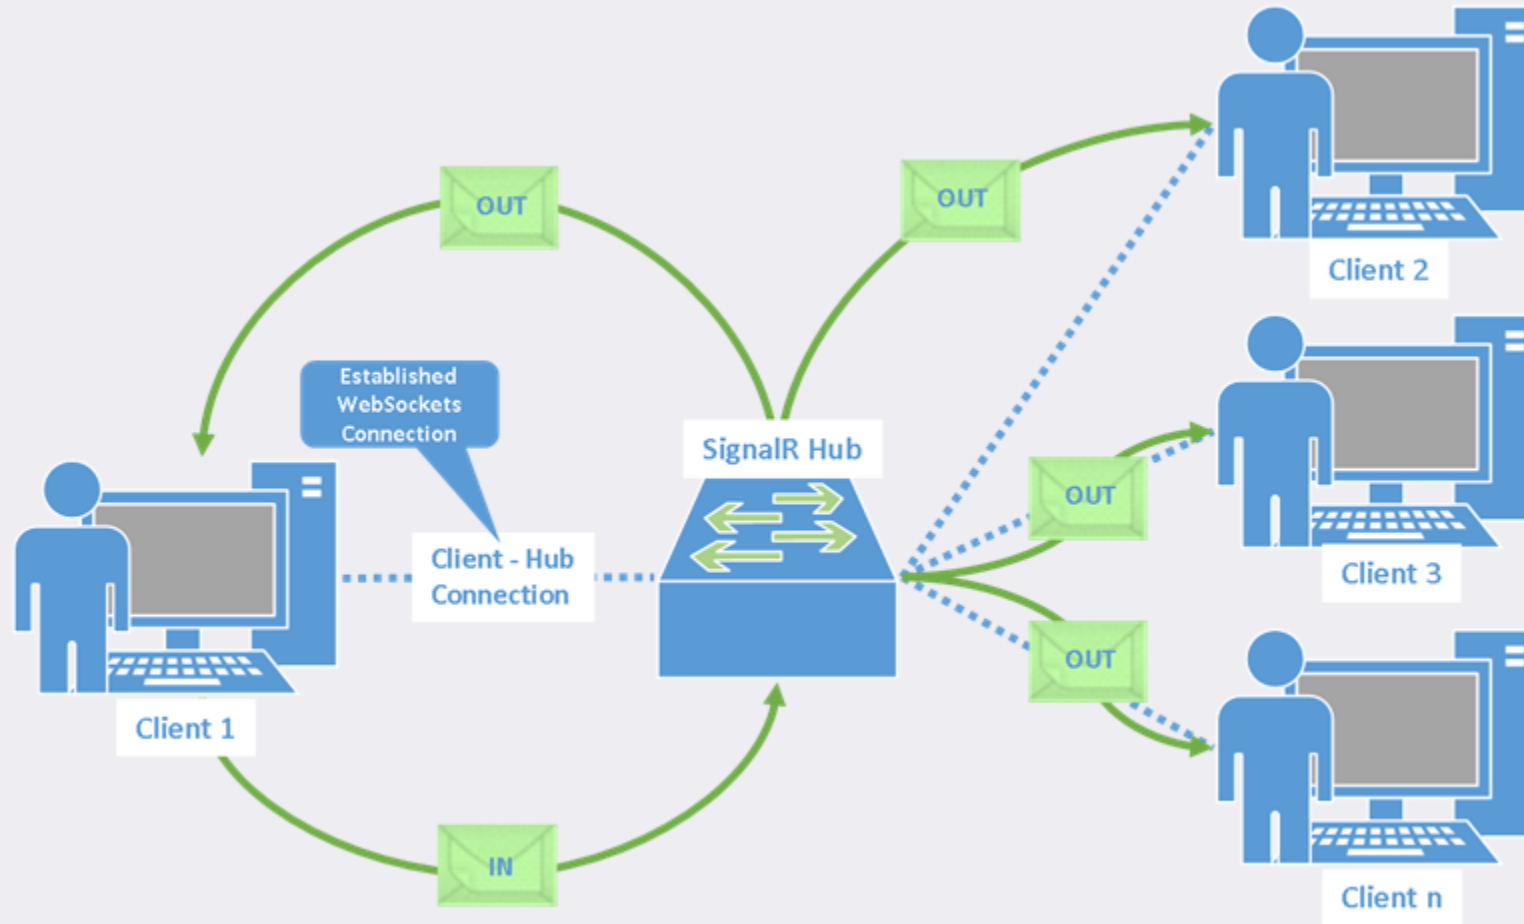 OUT
OUT
Client 2
Established
WebSockets
Connection
SignalR Hub
OUT
Client - Hub
Connection
Client 3
OUT
Client 1
IN
Client n